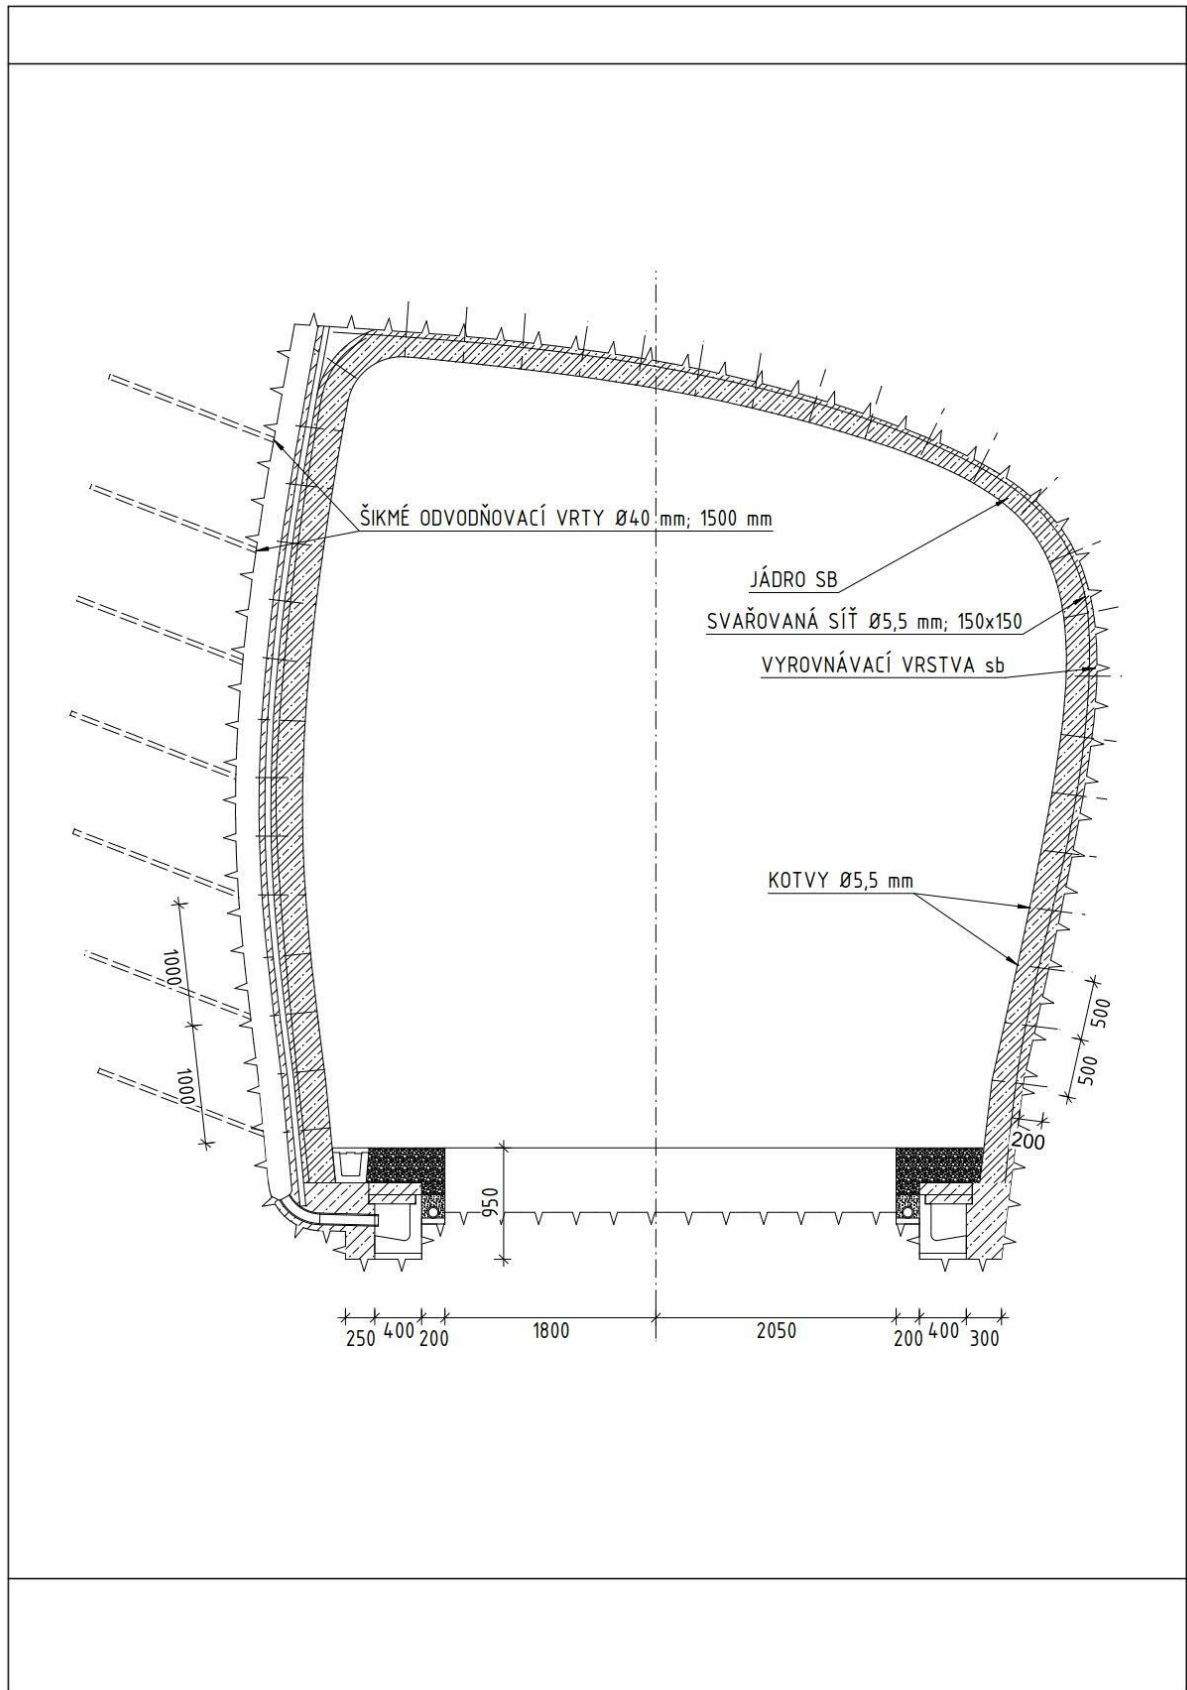 ŠIKMÉ ODVODŇOVACÍ VRTY Ø40 mm; 1500 mm
JÁDRO SB
SVAŘOVANÁ SÍŤ Ø5,5 mm; 150x150
VYROVNÁVACÍ VRSTVA sb
KOTVY Ø5,5 mm
1000
1000
500
500
200
950
250 400 200 1800 2050 200 400 300